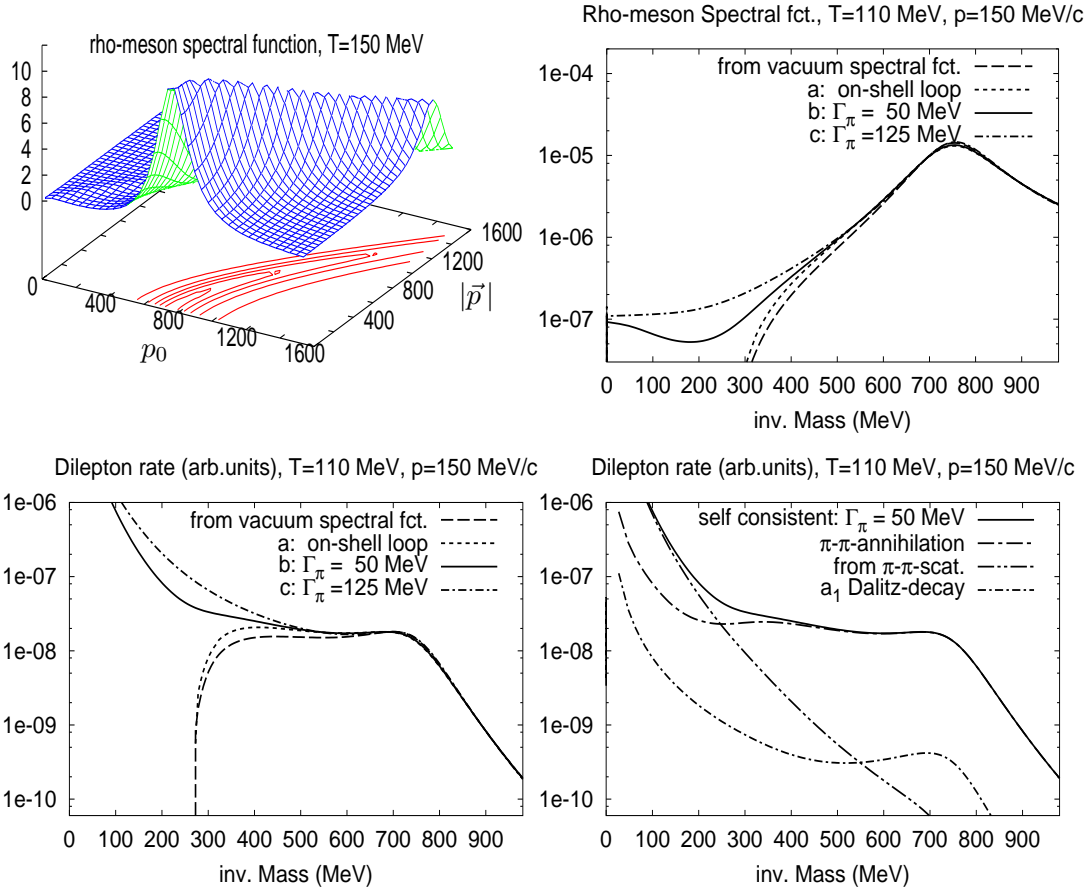 rho-meson spectral function, T=150 MeV
10
8
6
4
2
0
0
400
800
1200
1600
p₀
400
800
1200
1600
|p⃗|
Rho-meson Spectral fct., T=110 MeV, p=150 MeV/c
from vacuum spectral fct.
a: on-shell loop
b: Γπ = 50 MeV
c: Γπ =125 MeV
1e-04
1e-05
1e-06
1e-07
0 100 200 300 400 500 600 700 800 900
inv. Mass (MeV)
Dilepton rate (arb.units), T=110 MeV, p=150 MeV/c
from vacuum spectral fct.
a: on-shell loop
b: Γπ = 50 MeV
c: Γπ =125 MeV
1e-06
1e-07
1e-08
1e-09
1e-10
0 100 200 300 400 500 600 700 800 900
inv. Mass (MeV)
Dilepton rate (arb.units), T=110 MeV, p=150 MeV/c
self consistent: Γπ = 50 MeV
π-π-annihilation
from π-π-scat.
a₁ Dalitz-decay
1e-06
1e-07
1e-08
1e-09
1e-10
0 100 200 300 400 500 600 700 800 900
inv. Mass (MeV)